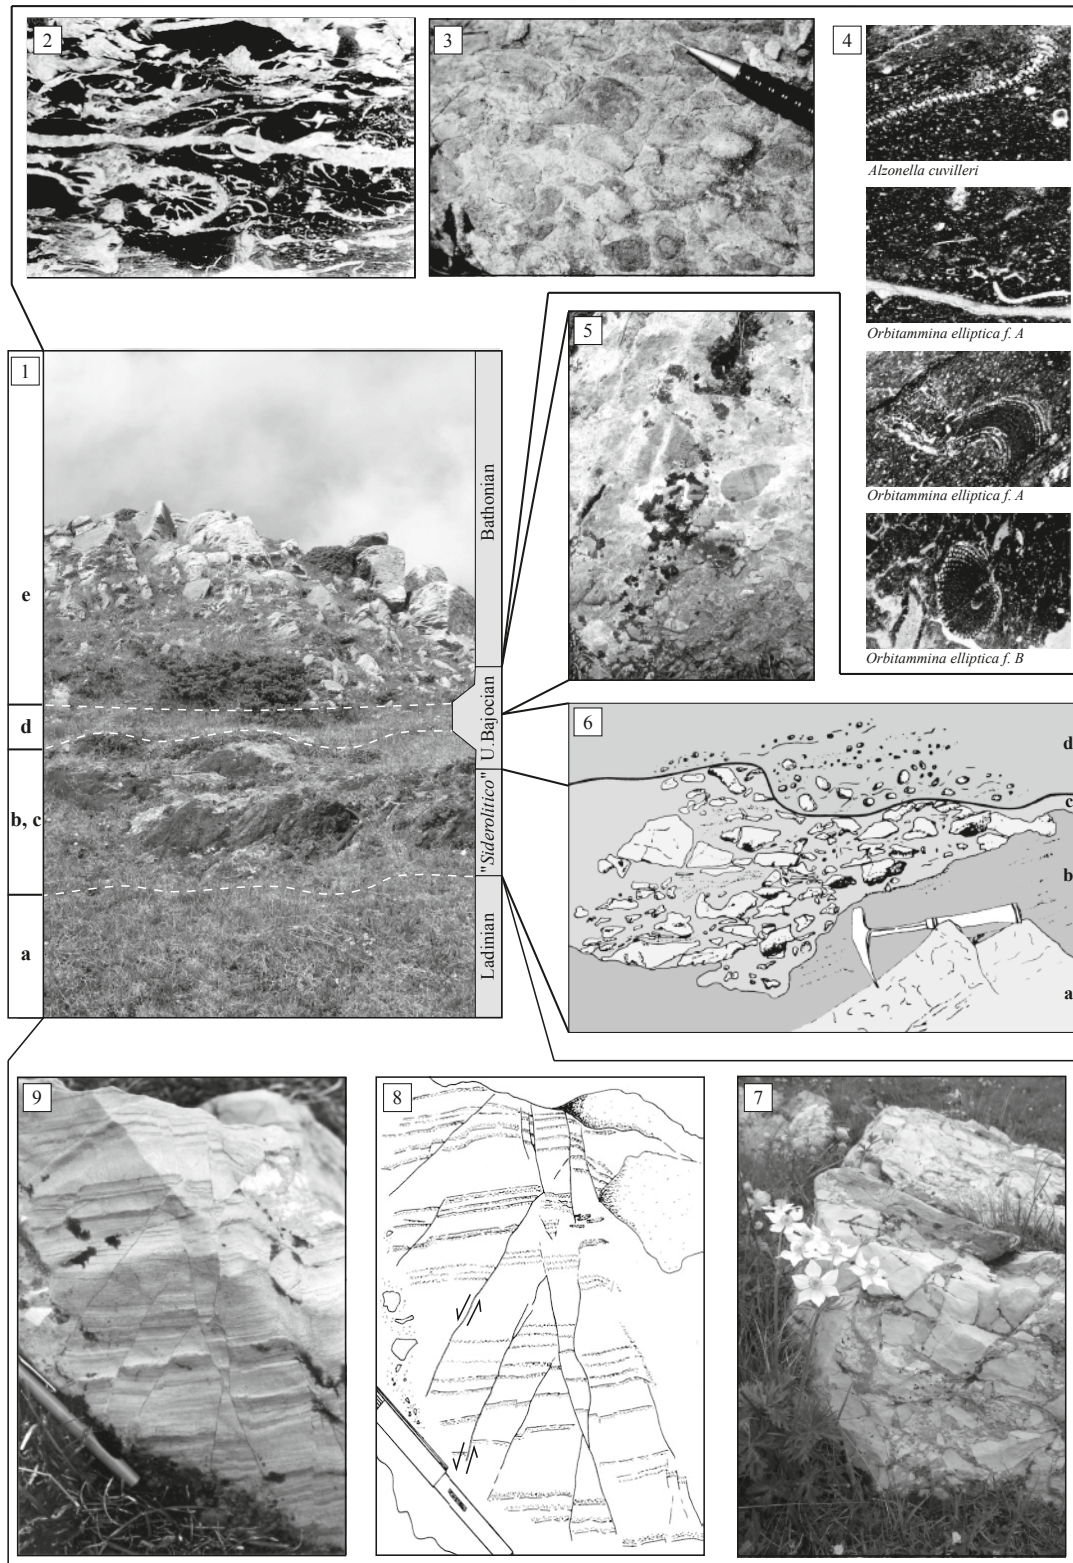 2
3
4
Alzonella cuvilleri
Orbitammina elliptica f. A
Orbitammina elliptica f. A
Orbitammina elliptica f. B
1
e
d
b, c
a
Bathonian
U.Bajocian
"Siderolitico"
Ladinian
5
6
d
c
b
a
9
8
7